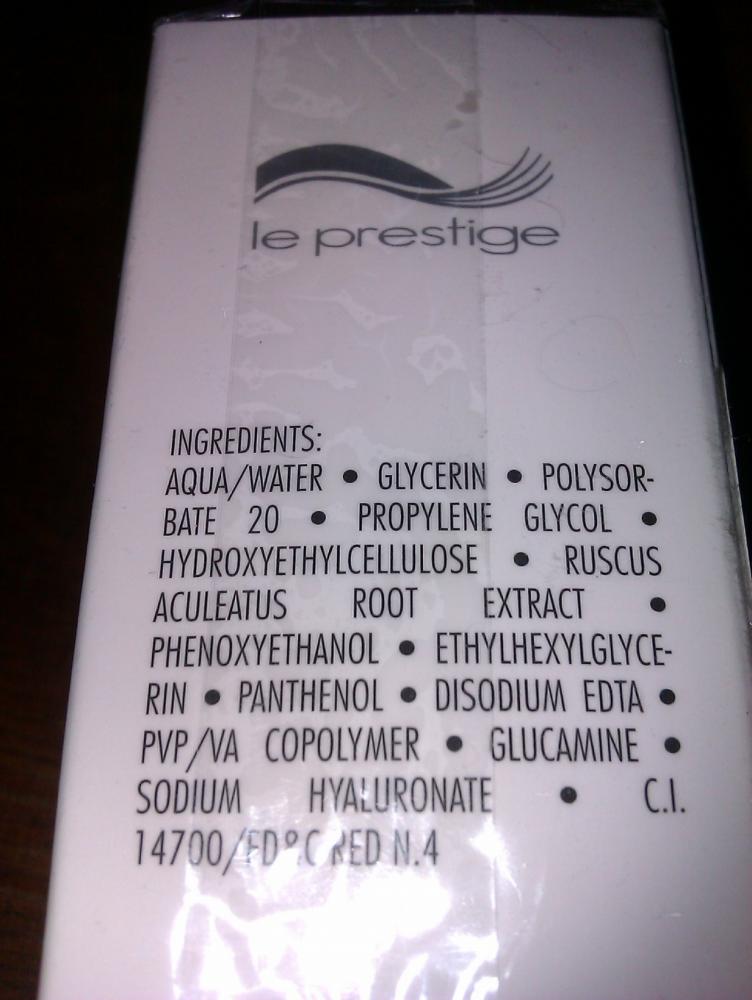 le prestige
INGREDIENTS:
AQUA/WATER • GLYCERIN • POLYSOR-
BATE 20 • PROPYLENE GLYCOL •
HYDROXYETHYLCELLULOSE • RUSCUS
ACULEATUS ROOT EXTRACT •
PHENOXYETHANOL • ETHYLHEXYLGLYCE-
RIN • PANTHENOL • DISODIUM EDTA •
PVP/VA COPOLYMER • GLUCAMINE •
SODIUM HYALURONATE • C.I.
14700/FD&C RED N.4